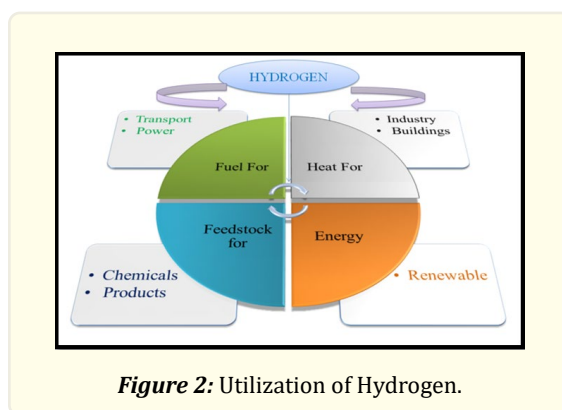 HYDROGEN
• Transport
• Power
• Industry
• Buildings
Fuel For
Heat For
Feedstock
for
Energy
• Chemicals
• Products
• Renewable
Figure 2: Utilization of Hydrogen.